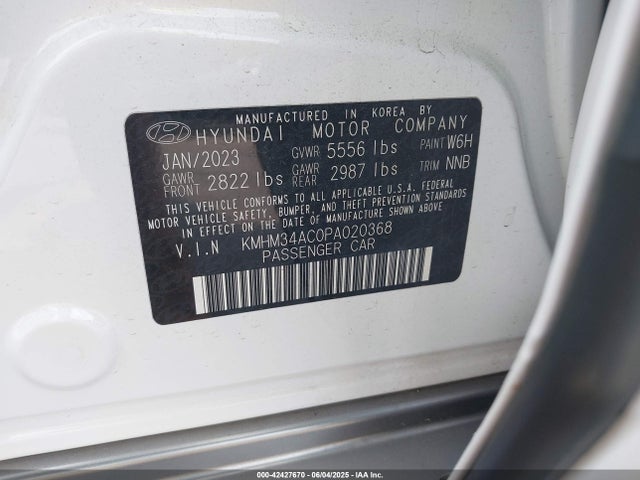 MANUFACTURED IN KOREA BY
HYUNDAI MOTOR COMPANY
JAN/2023 GVWR 5556 lbs PAINT W6H
GAWR FRONT 2822 lbs GAWR REAR 2987 lbs TRIM NNB
THIS VEHICLE CONFORMS TO ALL APPLICABLE U.S.A. FEDERAL
MOTOR VEHICLE SAFETY, BUMPER, AND THEFT PREVENTION STANDARDS
IN EFFECT ON THE DATE OF MANUFACTURE SHOWN ABOVE.
V.I.N KMHM34AC0PA020368
PASSENGER CAR
000-42427670 - 06/04/2025 - IAA, Inc.